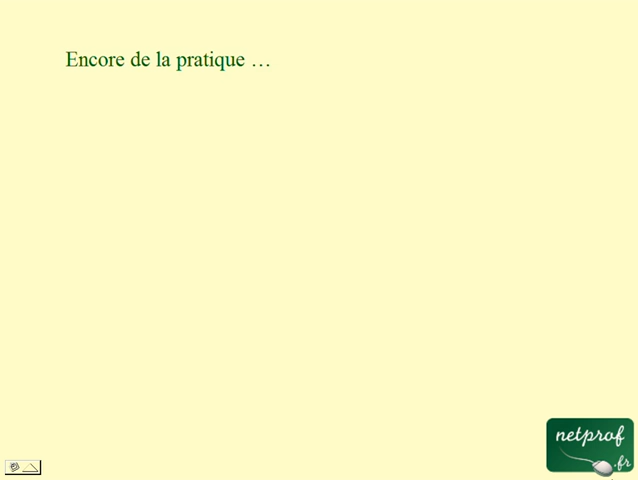 Encore de la pratique …
netprof
.fr